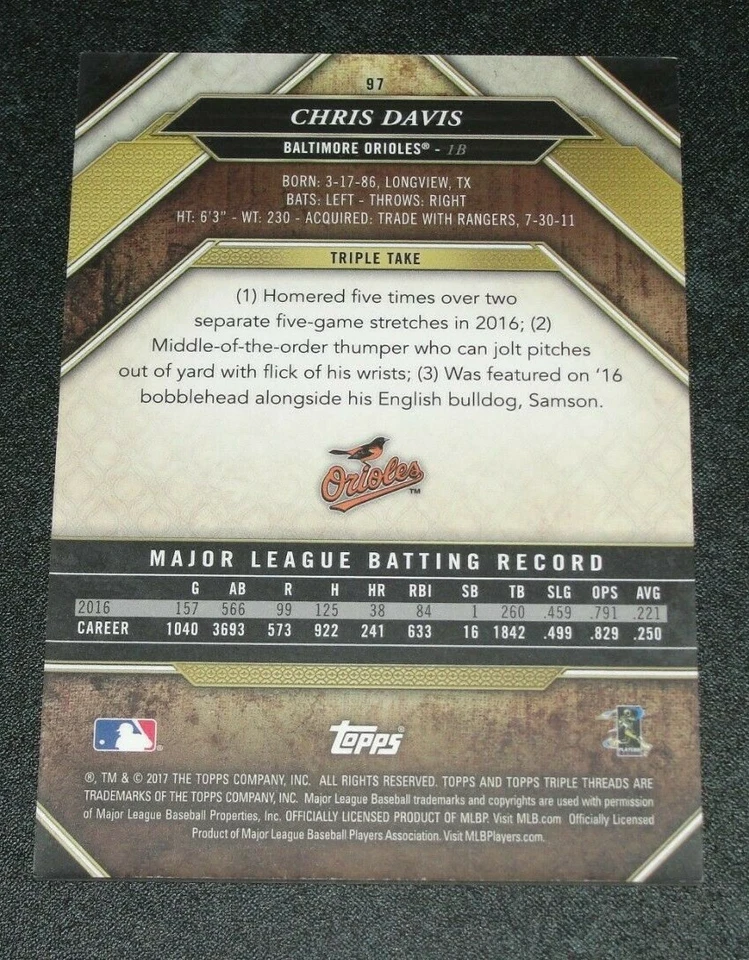 97
CHRIS DAVIS
BALTIMORE ORIOLES® - 1B
BORN: 3-17-86, LONGVIEW, TX
BATS: LEFT - THROWS: RIGHT
HT: 6'3" - WT: 230 - ACQUIRED: TRADE WITH RANGERS, 7-30-11
TRIPLE TAKE
(1) Homered five times over two
separate five-game stretches in 2016; (2)
Middle-of-the-order thumper who can jolt pitches
out of yard with flick of his wrists; (3) Was featured on '16
bobblehead alongside his English bulldog, Samson.
Orioles™
MAJOR LEAGUE BATTING RECORD
G AB R H HR RBI SB TB SLG OPS AVG
2016 157 566 99 125 38 84 1 260 .459 .791 .221
CAREER 1040 3693 573 922 241 633 16 1842 .499 .829 .250
topps®
®, TM & © 2017 THE TOPPS COMPANY, INC. ALL RIGHTS RESERVED. TOPPS AND TOPPS TRIPLE THREADS ARE
TRADEMARKS OF THE TOPPS COMPANY, INC. Major League Baseball trademarks and copyrights are used with permission
of Major League Baseball Properties, Inc. OFFICIALLY LICENSED PRODUCT OF MLBP. Visit MLB.com Officially Licensed
Product of Major League Baseball Players Association. Visit MLBPlayers.com.